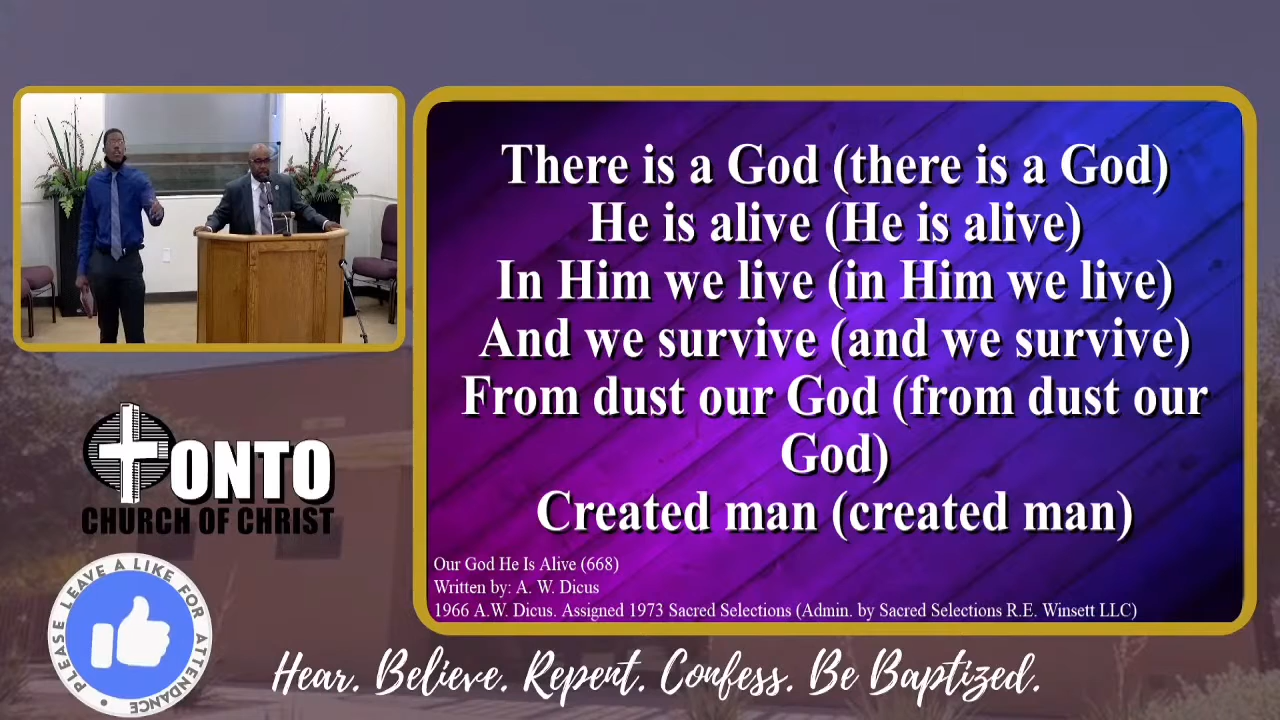 There is a God (there is a God)
He is alive (He is alive)
In Him we live (in Him we live)
And we survive (and we survive)
From dust our God (from dust our
God)
Created man (created man)
Our God He Is Alive (668)
Written by: A. W. Dicus
1966 A.W. Dicus. Assigned 1973 Sacred Selections (Admin. by Sacred Selections R.E. Winsett LLC)
TONTO
CHURCH OF CHRIST
PLEASE LEAVE A LIKE FOR ATTENDANCE
Hear. Believe. Repent. Confess. Be Baptized.